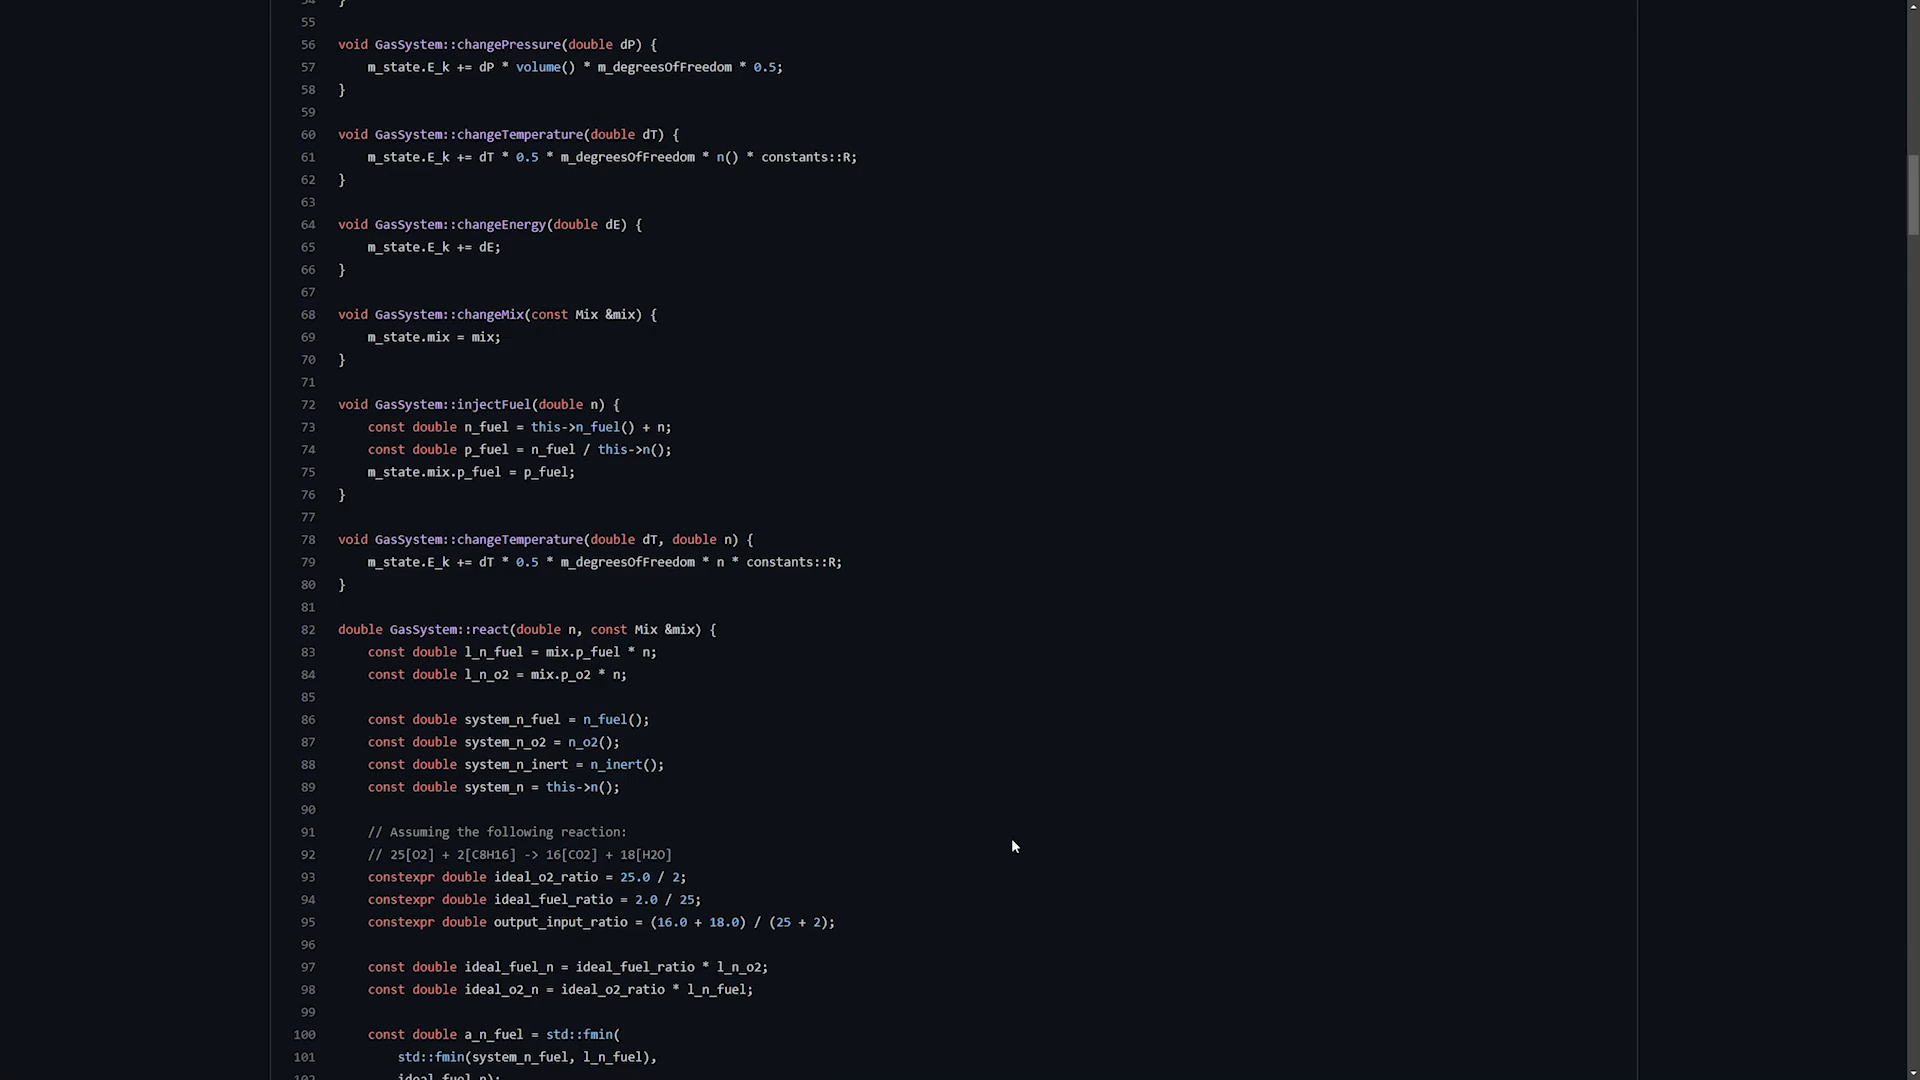 54 }
55
56 void GasSystem::changePressure(double dP) {
57     m_state.E_k += dP * volume() * m_degreesOfFreedom * 0.5;
58 }
59
60 void GasSystem::changeTemperature(double dT) {
61     m_state.E_k += dT * 0.5 * m_degreesOfFreedom * n() * constants::R;
62 }
63
64 void GasSystem::changeEnergy(double dE) {
65     m_state.E_k += dE;
66 }
67
68 void GasSystem::changeMix(const Mix &mix) {
69     m_state.mix = mix;
70 }
71
72 void GasSystem::injectFuel(double n) {
73     const double n_fuel = this->n_fuel() + n;
74     const double p_fuel = n_fuel / this->n();
75     m_state.mix.p_fuel = p_fuel;
76 }
77
78 void GasSystem::changeTemperature(double dT, double n) {
79     m_state.E_k += dT * 0.5 * m_degreesOfFreedom * n * constants::R;
80 }
81
82 double GasSystem::react(double n, const Mix &mix) {
83     const double l_n_fuel = mix.p_fuel * n;
84     const double l_n_o2 = mix.p_o2 * n;
85
86     const double system_n_fuel = n_fuel();
87     const double system_n_o2 = n_o2();
88     const double system_n_inert = n_inert();
89     const double system_n = this->n();
90
91     // Assuming the following reaction:
92     // 25[O2] + 2[C8H16] -> 16[CO2] + 18[H2O]
93     constexpr double ideal_o2_ratio = 25.0 / 2;
94     constexpr double ideal_fuel_ratio = 2.0 / 25;
95     constexpr double output_input_ratio = (16.0 + 18.0) / (25 + 2);
96
97     const double ideal_fuel_n = ideal_fuel_ratio * l_n_o2;
98     const double ideal_o2_n = ideal_o2_ratio * l_n_fuel;
99
100     const double a_n_fuel = std::fmin(
101         std::fmin(system_n_fuel, l_n_fuel),
102         ideal_fuel_n);